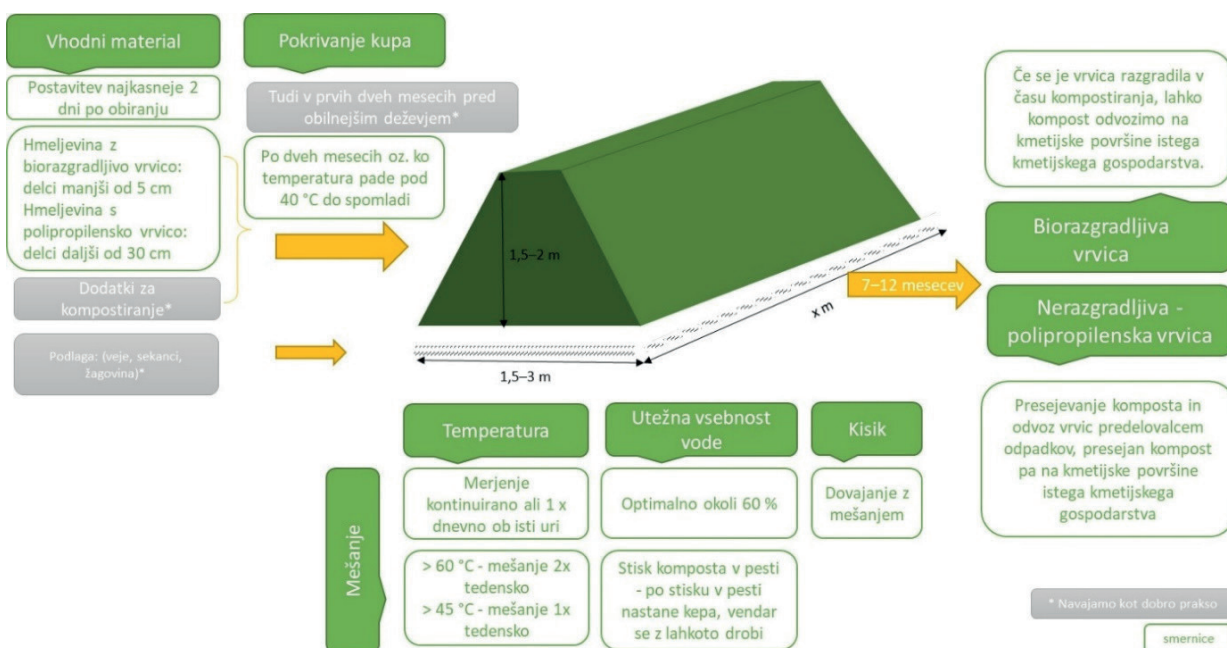 Vhodni material
Postavitev najkasneje 2
dni po obiranju
Hmeljevina z
biorazgradljivo vrvico:
delci manjši od 5 cm
Hmeljevina s
polipropilensko vrvico:
delci daljši od 30 cm
Dodatki za
kompostiranje*
Podlaga: (veje, sekanci,
žagovina)*
Pokrivanje kupa
Tudi v prvih dveh mesecih pred
obilnejšim deževjem*
Po dveh mesecih oz. ko
temperatura pade pod
40 °C do spomladi
1,5–2 m
1,5–3 m
x m
7–12 mesecev
Če se je vrvica razgradila v
času kompostiranja, lahko
kompost odvozimo na
kmetijske površine istega
kmetijskega gospodarstva.
Biorazgradljiva
vrvica
Nerazgradljiva -
polipropilenska vrvica
Presejevanje komposta in
odvoz vrvic predelovalcem
odpadkov, presejan kompost
pa na kmetijske površine
istega kmetijskega
gospodarstva
Mešanje
Temperatura
Merjenje
kontinuirano ali 1 x
dnevno ob isti uri
> 60 °C - mešanje 2x
tedensko
> 45 °C - mešanje 1x
tedensko
Utežna vsebnost
vode
Optimalno okoli 60 %
Stisk komposta v pesti
- po stisku v pesti
nastane kepa, vendar
se z lahkoto drobi
Kisik
Dovajanje z
mešanjem
* Navajamo kot dobro prakso
smernice